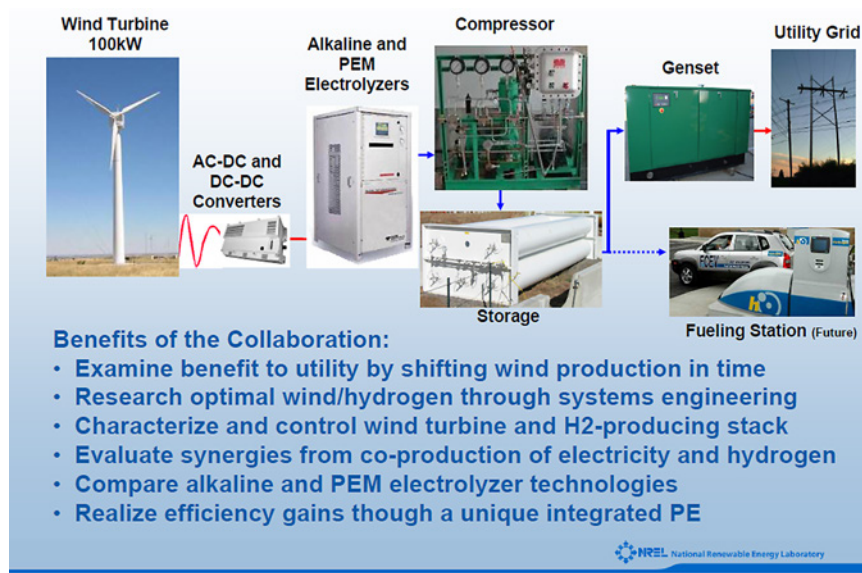 Wind Turbine
100kW
Alkaline and
PEM
Electrolyzers
Compressor
Utility Grid
Genset
AC-DC and
DC-DC
Converters
Storage
Fueling Station (Future)
Benefits of the Collaboration:
• Examine benefit to utility by shifting wind production in time
• Research optimal wind/hydrogen through systems engineering
• Characterize and control wind turbine and H2-producing stack
• Evaluate synergies from co-production of electricity and hydrogen
• Compare alkaline and PEM electrolyzer technologies
• Realize efficiency gains though a unique integrated PE
NREL National Renewable Energy Laboratory